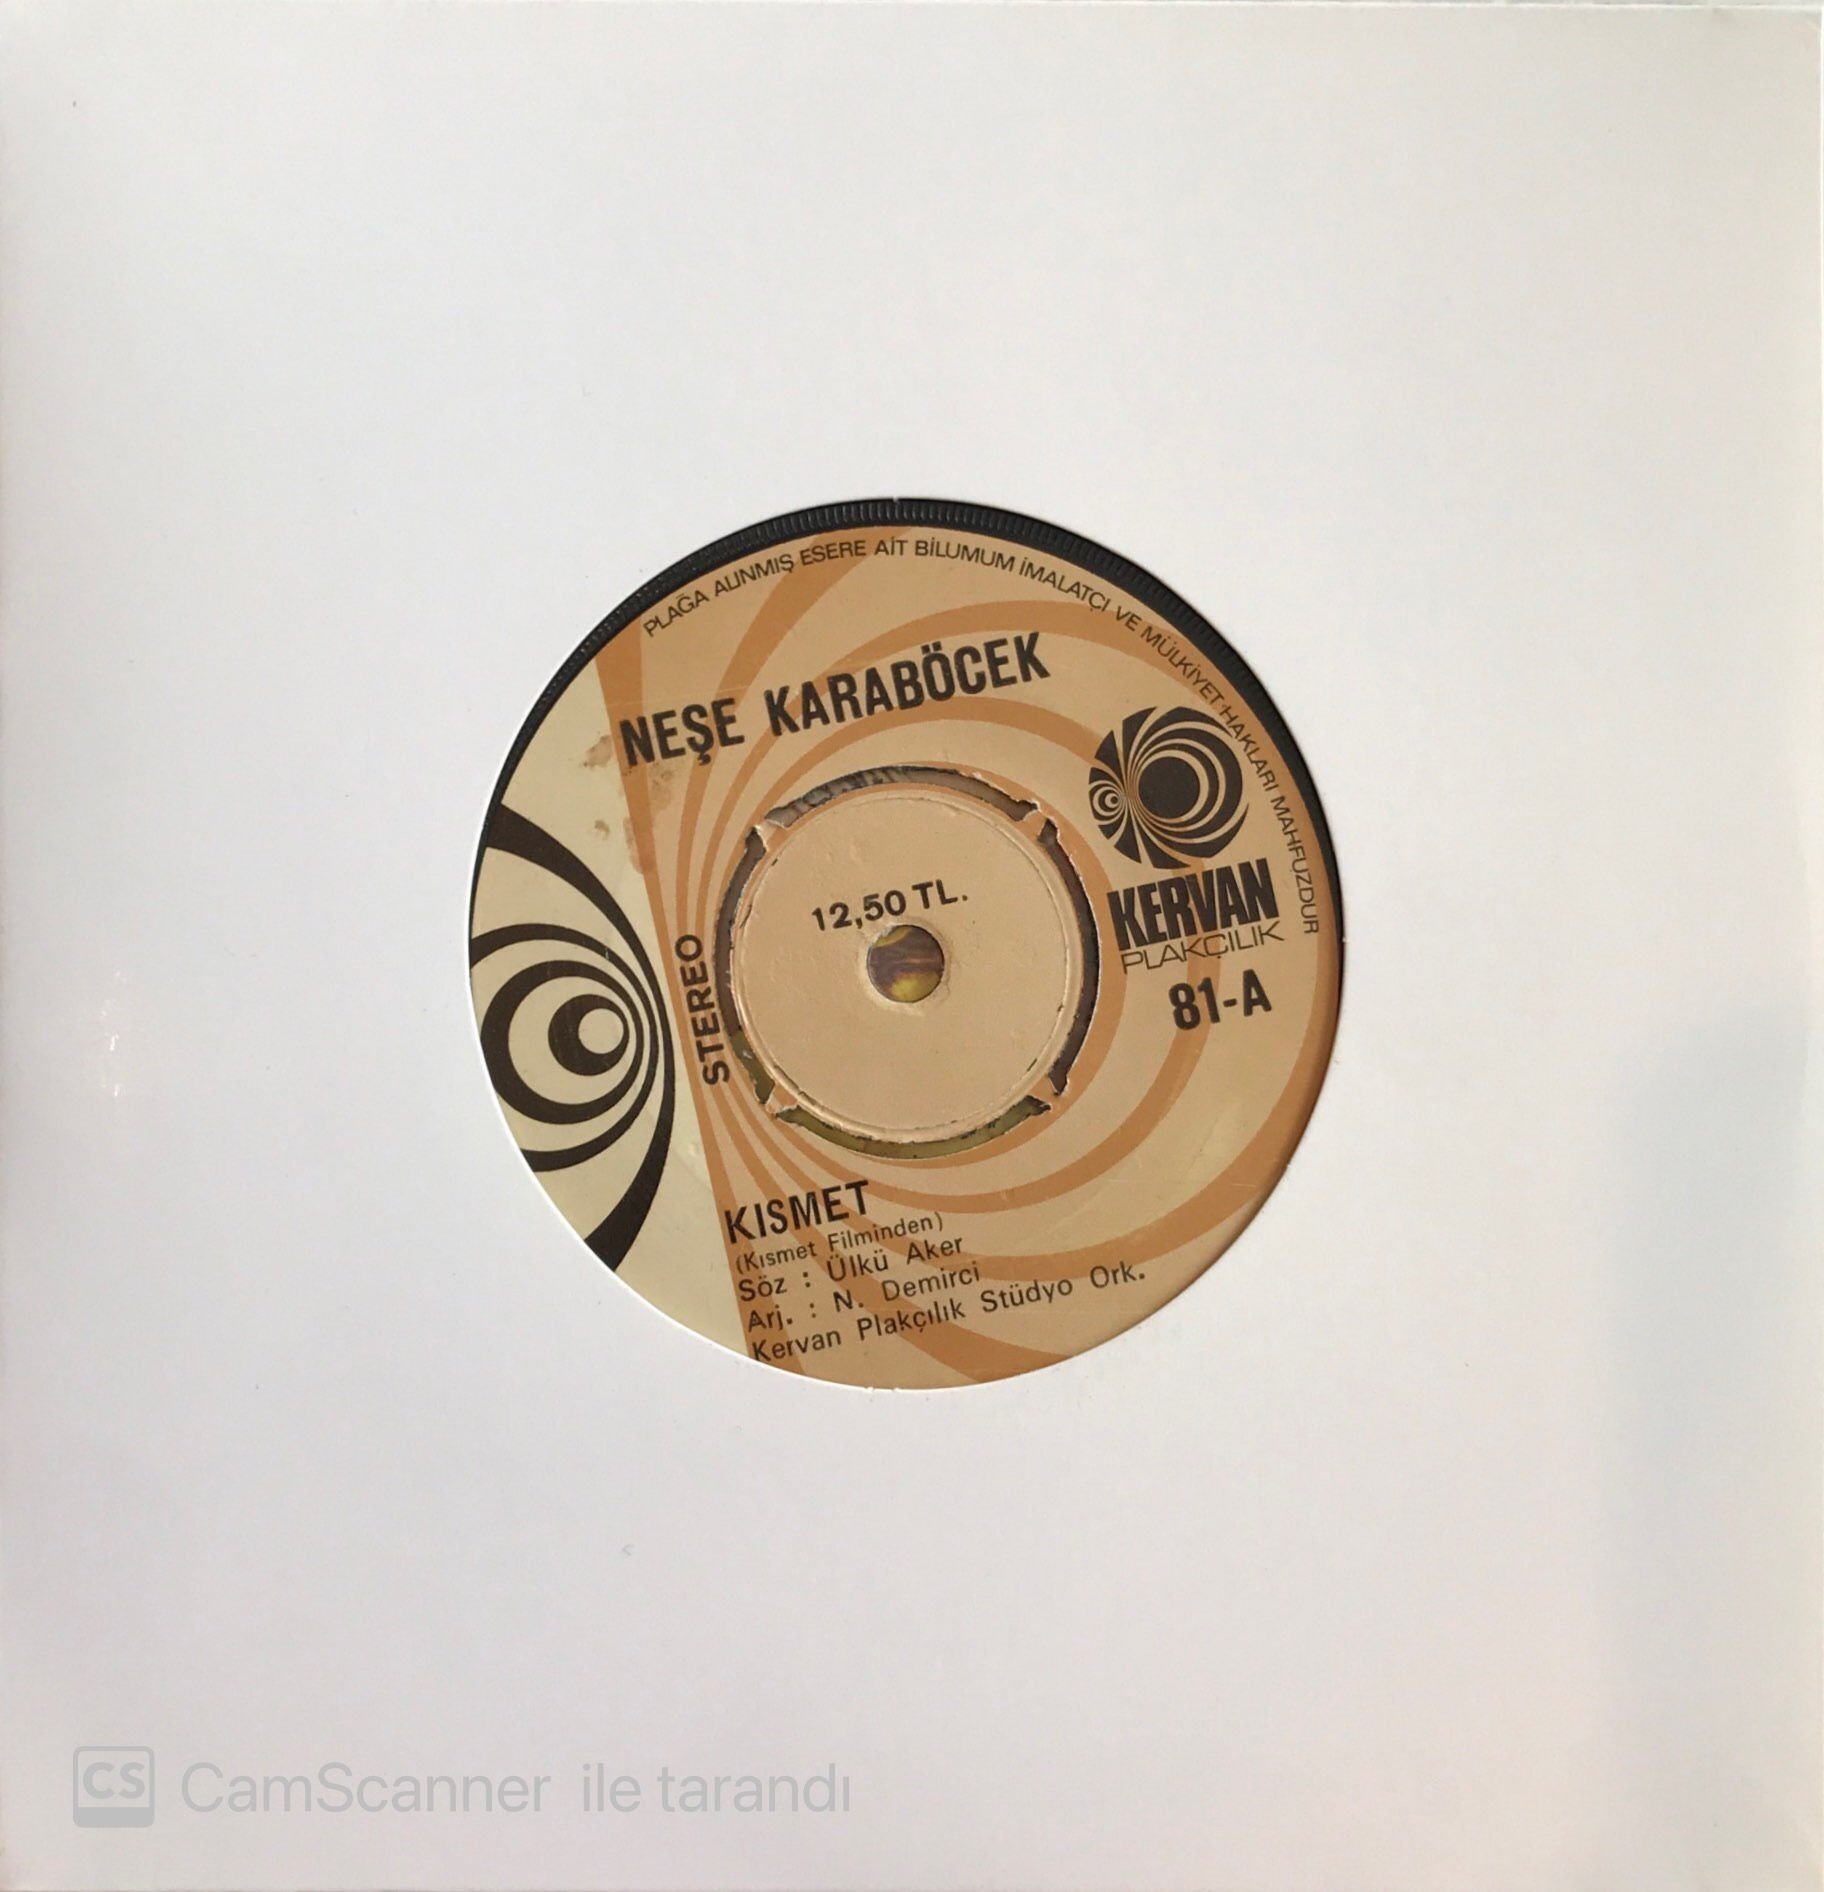 PLAĞA ALINMIŞ ESERE AİT BİLUMUM İMALATÇI VE MÜLKİYET HAKLARI MAHFUZDUR
NEŞE KARABÖCEK
KERVAN
PLAKÇILIK
81-A
12,50 TL.
STEREO
KISMET
(Kısmet Filminden)
Söz : Ülkü Aker
Arj. : N. Demirci
Kervan Plakçılık Stüdyo Ork.
CS CamScanner ile tarandı